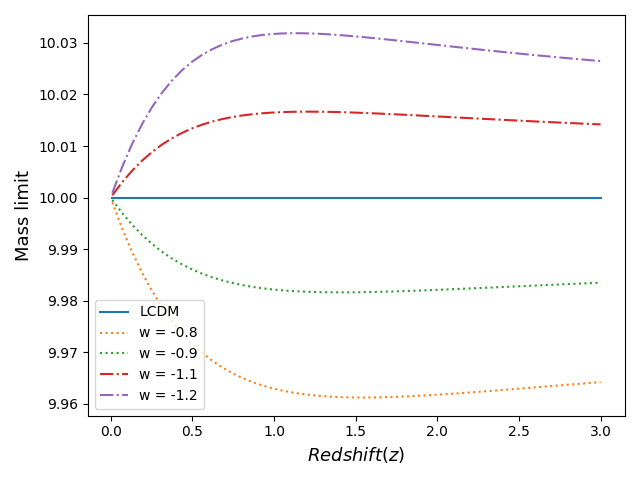 10.03
10.02
10.01
10.00
9.99
9.98
9.97
9.96
Mass limit
LCDM
w = -0.8
w = -0.9
w = -1.1
w = -1.2
0.0 0.5 1.0 1.5 2.0 2.5 3.0
Redshift(z)